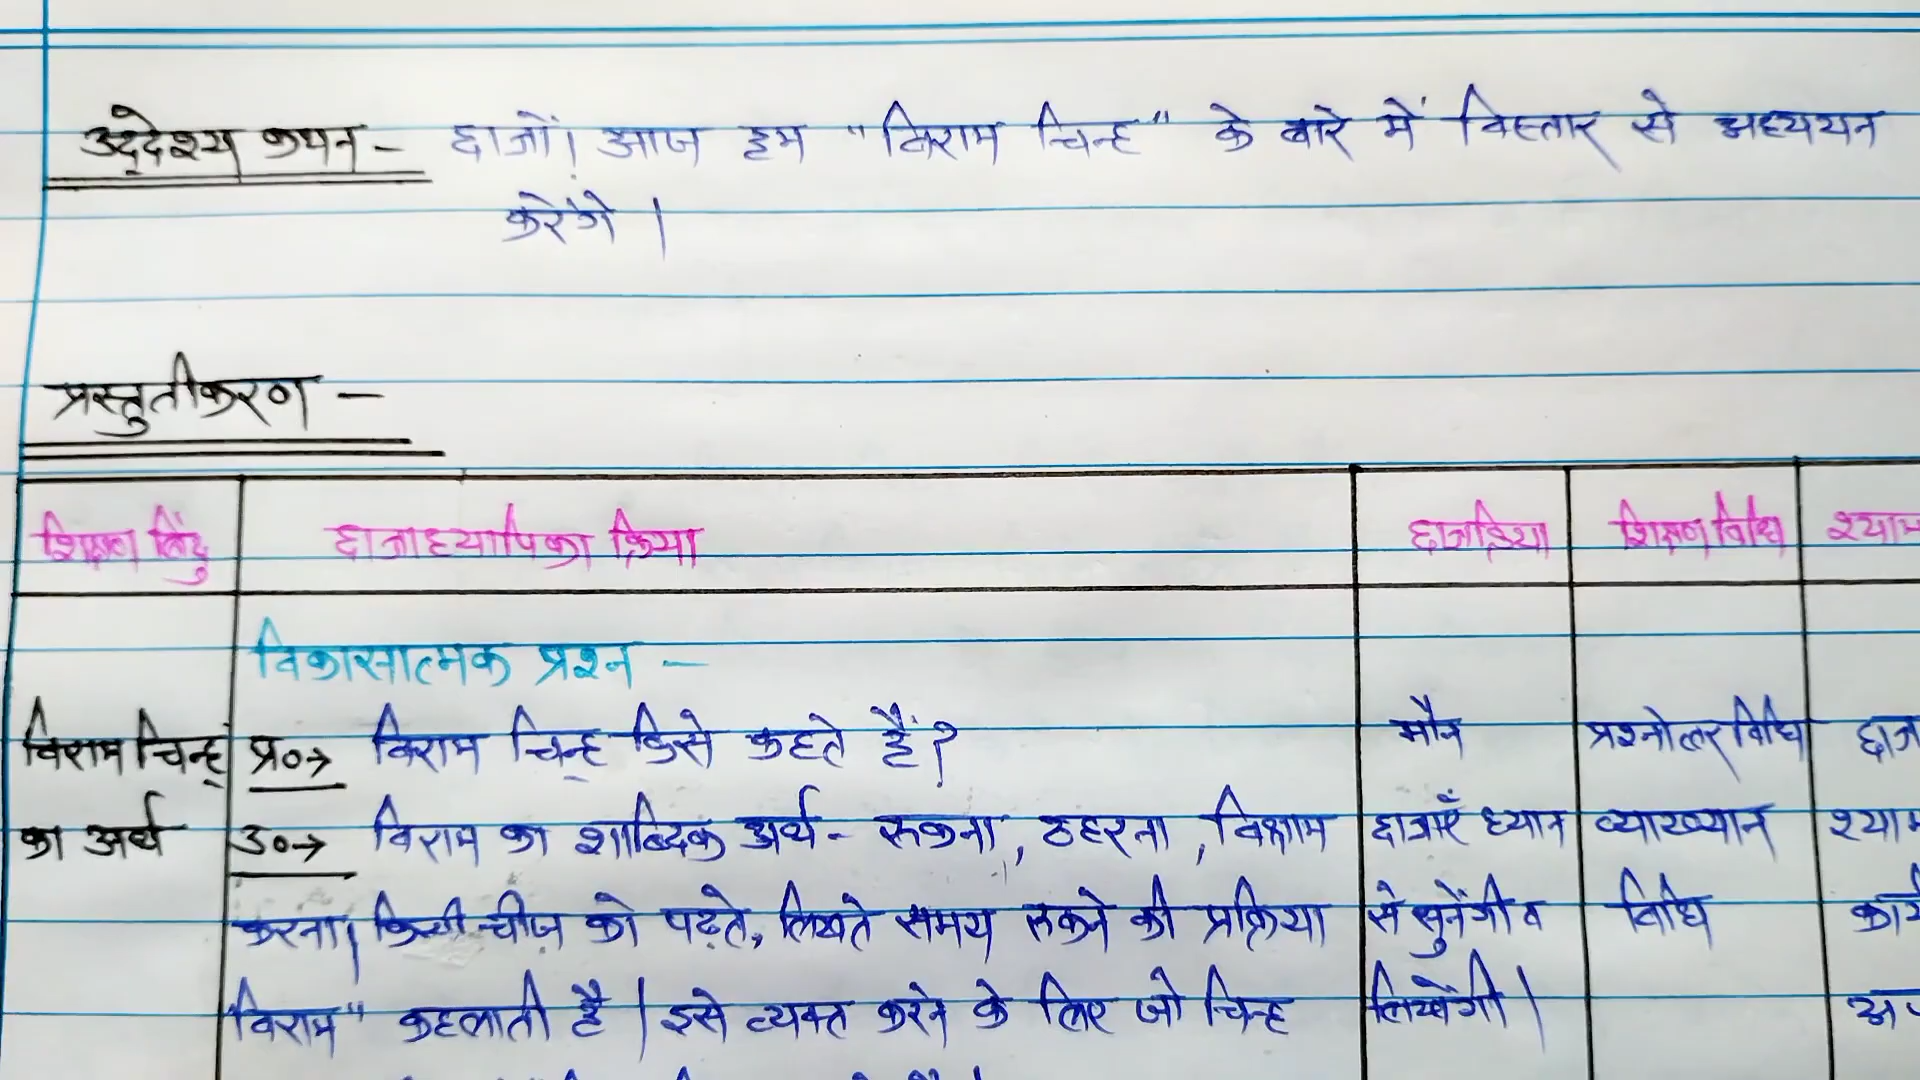 उद्देश्य कथन - छात्रों। आज हम "विराम चिन्ह" के बारे में विस्तार से अध्ययन
करेंगे।
प्रस्तुतीकरण -
शिक्षण बिंदु छात्राध्यापिका क्रिया छात्रक्रिया शिक्षण विधि श्याम
विकासात्मक प्रश्न -
विराम चिन्ह प्र०→ विराम चिन्ह किसे कहते हैं? मौन प्रश्नोत्तर विधि छात्र
का अर्थ उ०→ विराम का शाब्दिक अर्थ - रुकना, ठहरना, विश्राम छात्राएँ ध्यान व्याख्यान श्याम
करना। किसी चीज को पढ़ते, लिखते समय रुकने की प्रक्रिया से सुनेंगी व विधि कार्य
विराम" कहलाती है। इसे व्यक्त करने के लिए जो चिन्ह लिखेंगी।